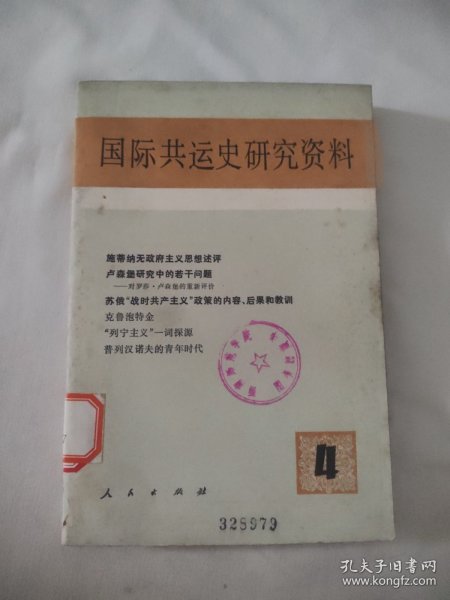 国际共运史研究资料
施蒂纳无政府主义思想述评
卢森堡研究中的若干问题
——对罗莎·卢森堡的重新评价
苏俄“战时共产主义”政策的内容、后果和教训
克鲁泡特金
“列宁主义”一词探源
普列汉诺夫的青年时代
4
人民出版社
328979
孔夫子旧书网
www.kongfz.com